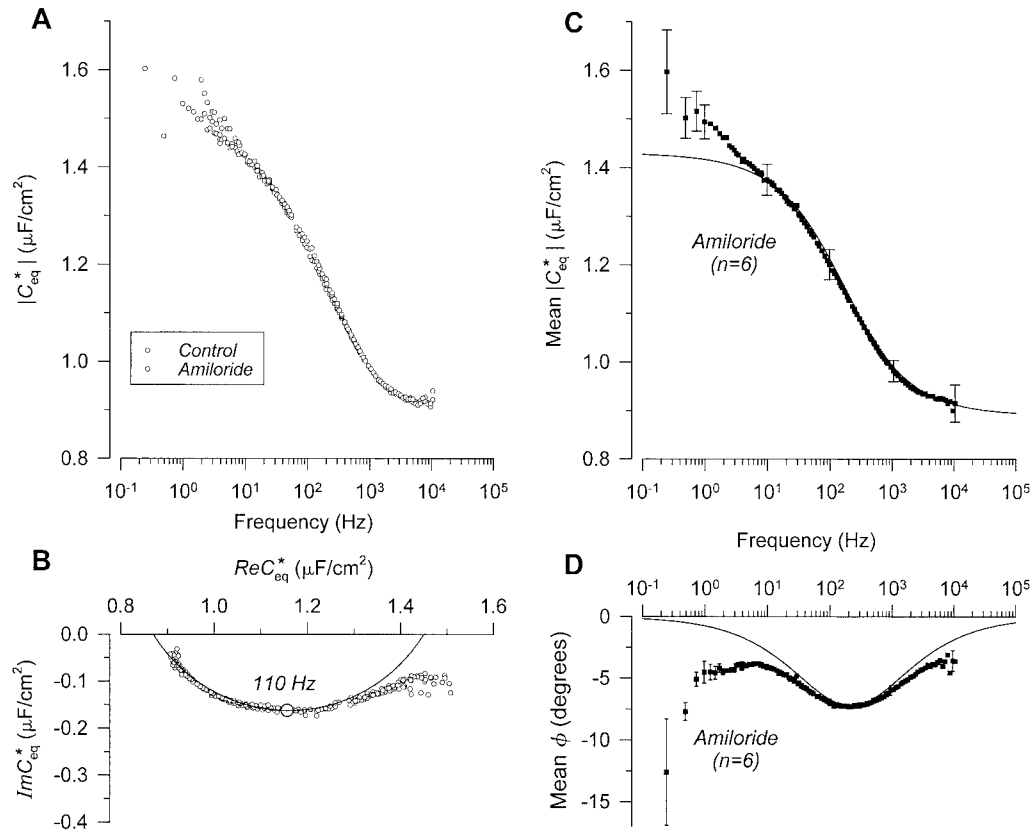 A
1.6
1.4
1.2
1.0
0.8
|C*eq| (μF/cm²)
Control
Amiloride
10⁻¹ 10⁰ 10¹ 10² 10³ 10⁴ 10⁵
Frequency (Hz)
B
ReC*eq (μF/cm²)
0.8 1.0 1.2 1.4 1.6
0.0
-0.1
-0.2
-0.3
-0.4
ImC*eq (μF/cm²)
110 Hz
C
1.6
1.4
1.2
1.0
0.8
Mean |C*eq| (μF/cm²)
Amiloride
(n=6)
10⁻¹ 10⁰ 10¹ 10² 10³ 10⁴ 10⁵
Frequency (Hz)
D
10⁻¹ 10⁰ 10¹ 10² 10³ 10⁴ 10⁵
0
-5
-10
-15
Mean ϕ (degrees)
Amiloride
(n=6)